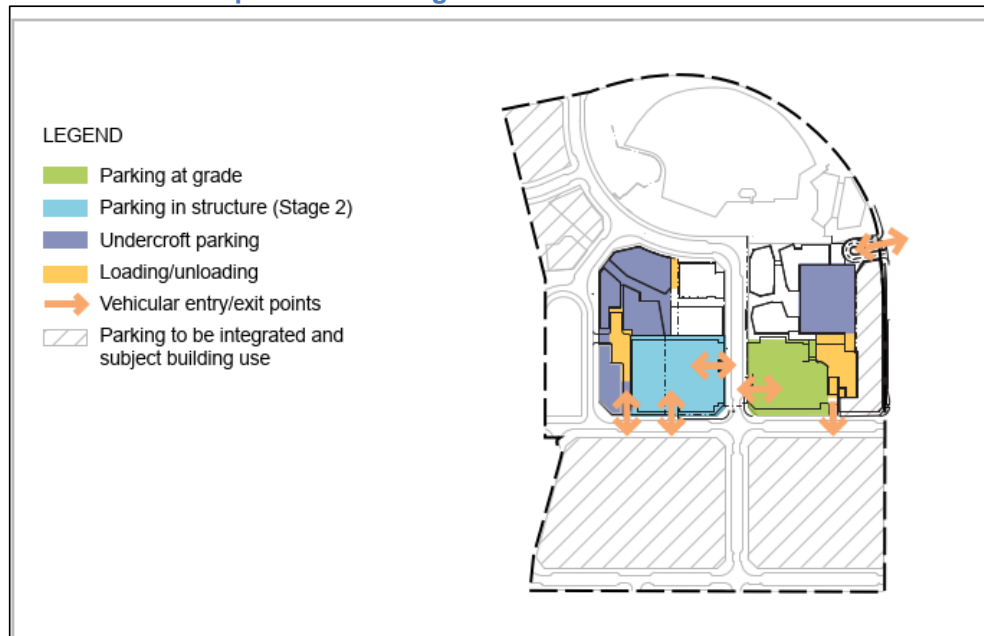 LEGEND
Parking at grade
Parking in structure (Stage 2)
Undercroft parking
Loading/unloading
Vehicular entry/exit points
Parking to be integrated and
subject building use